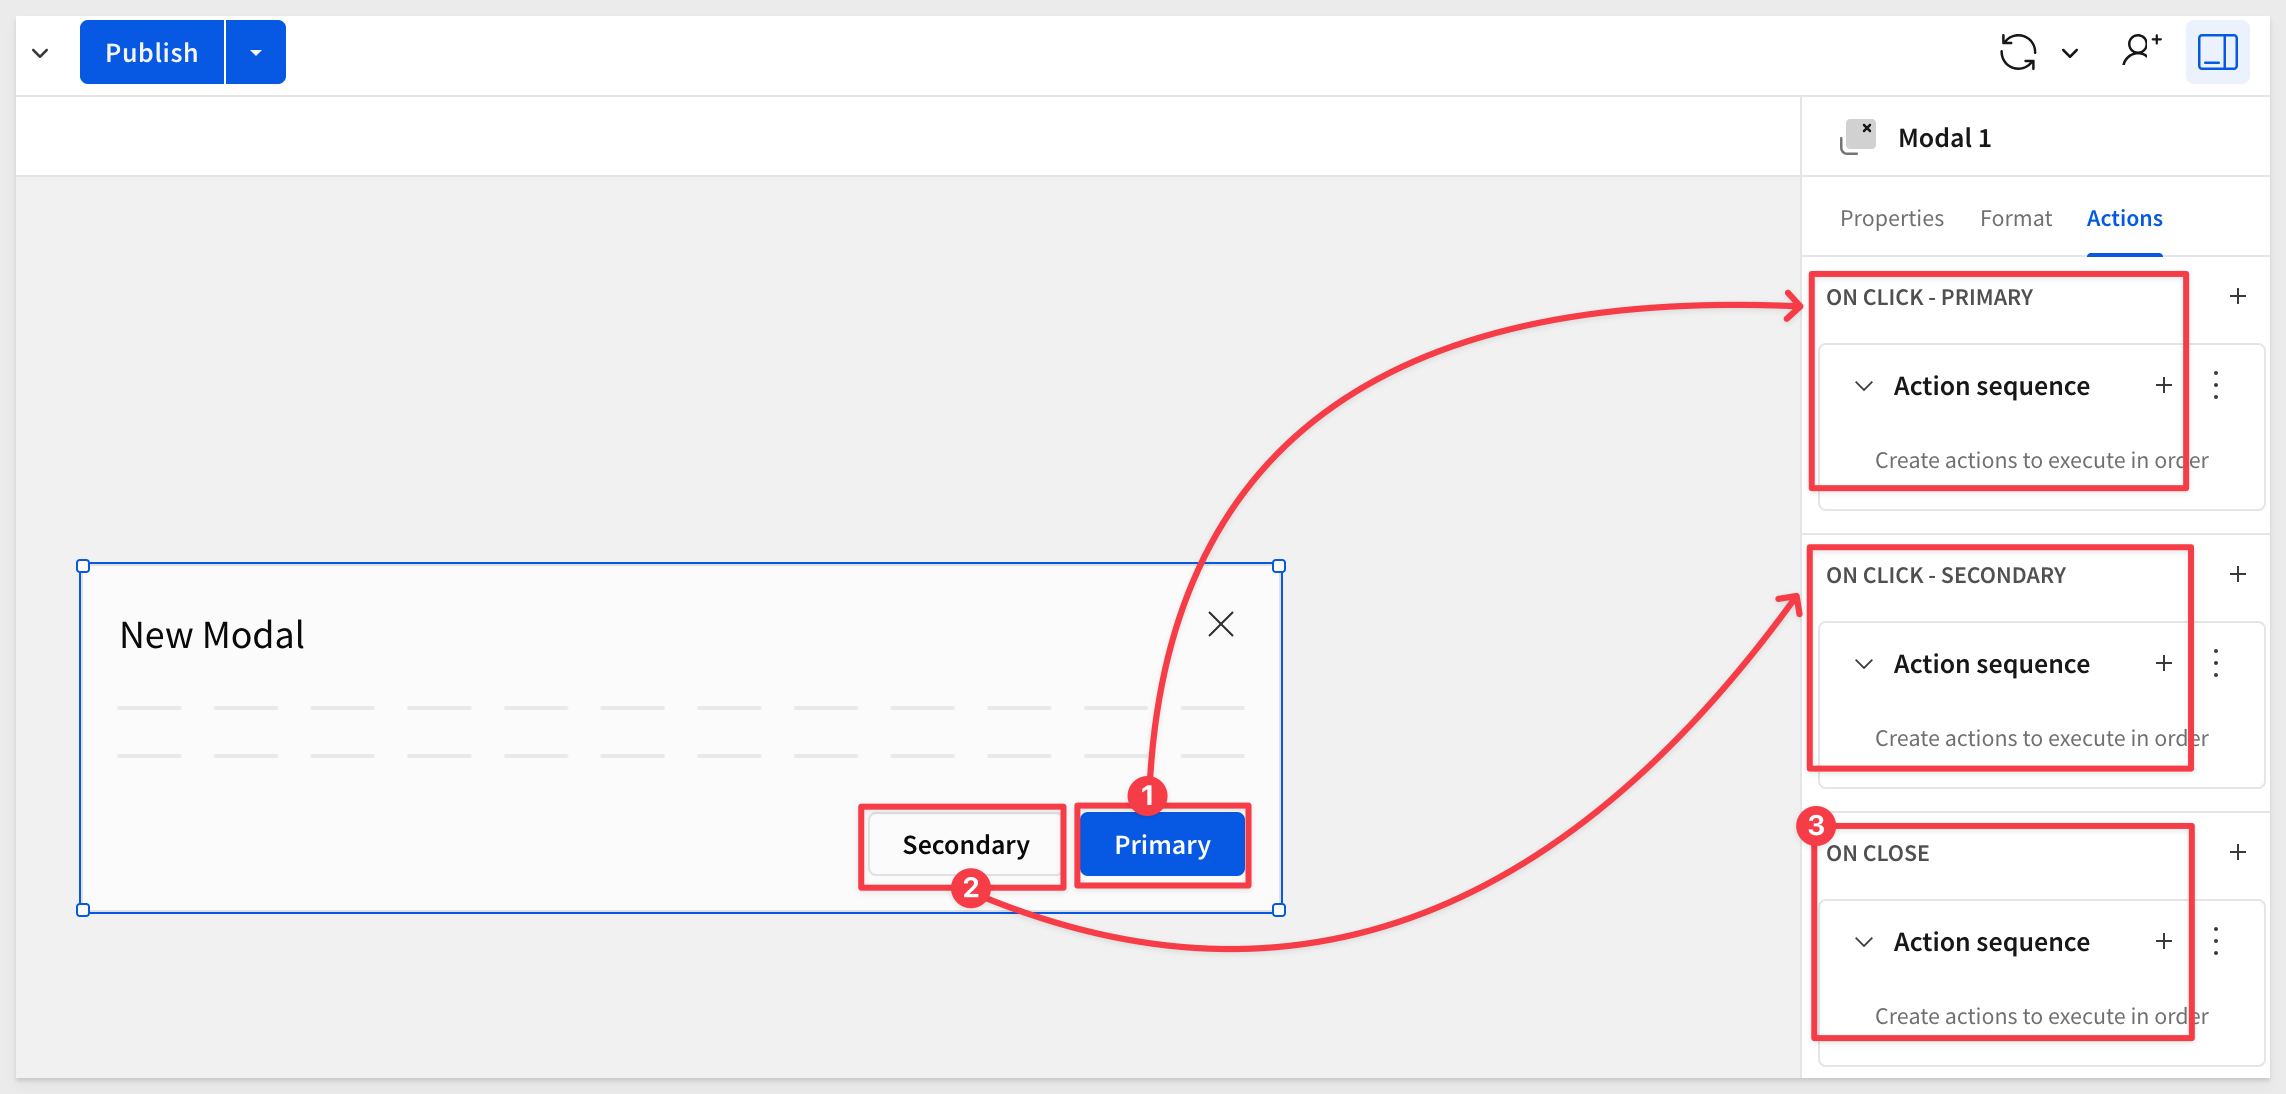 Publish
Modal 1
Properties Format Actions
ON CLICK - PRIMARY
Action sequence
Create actions to execute in order
ON CLICK - SECONDARY
Action sequence
Create actions to execute in order
3
ON CLOSE
Action sequence
Create actions to execute in order
New Modal
1
Secondary Primary
2